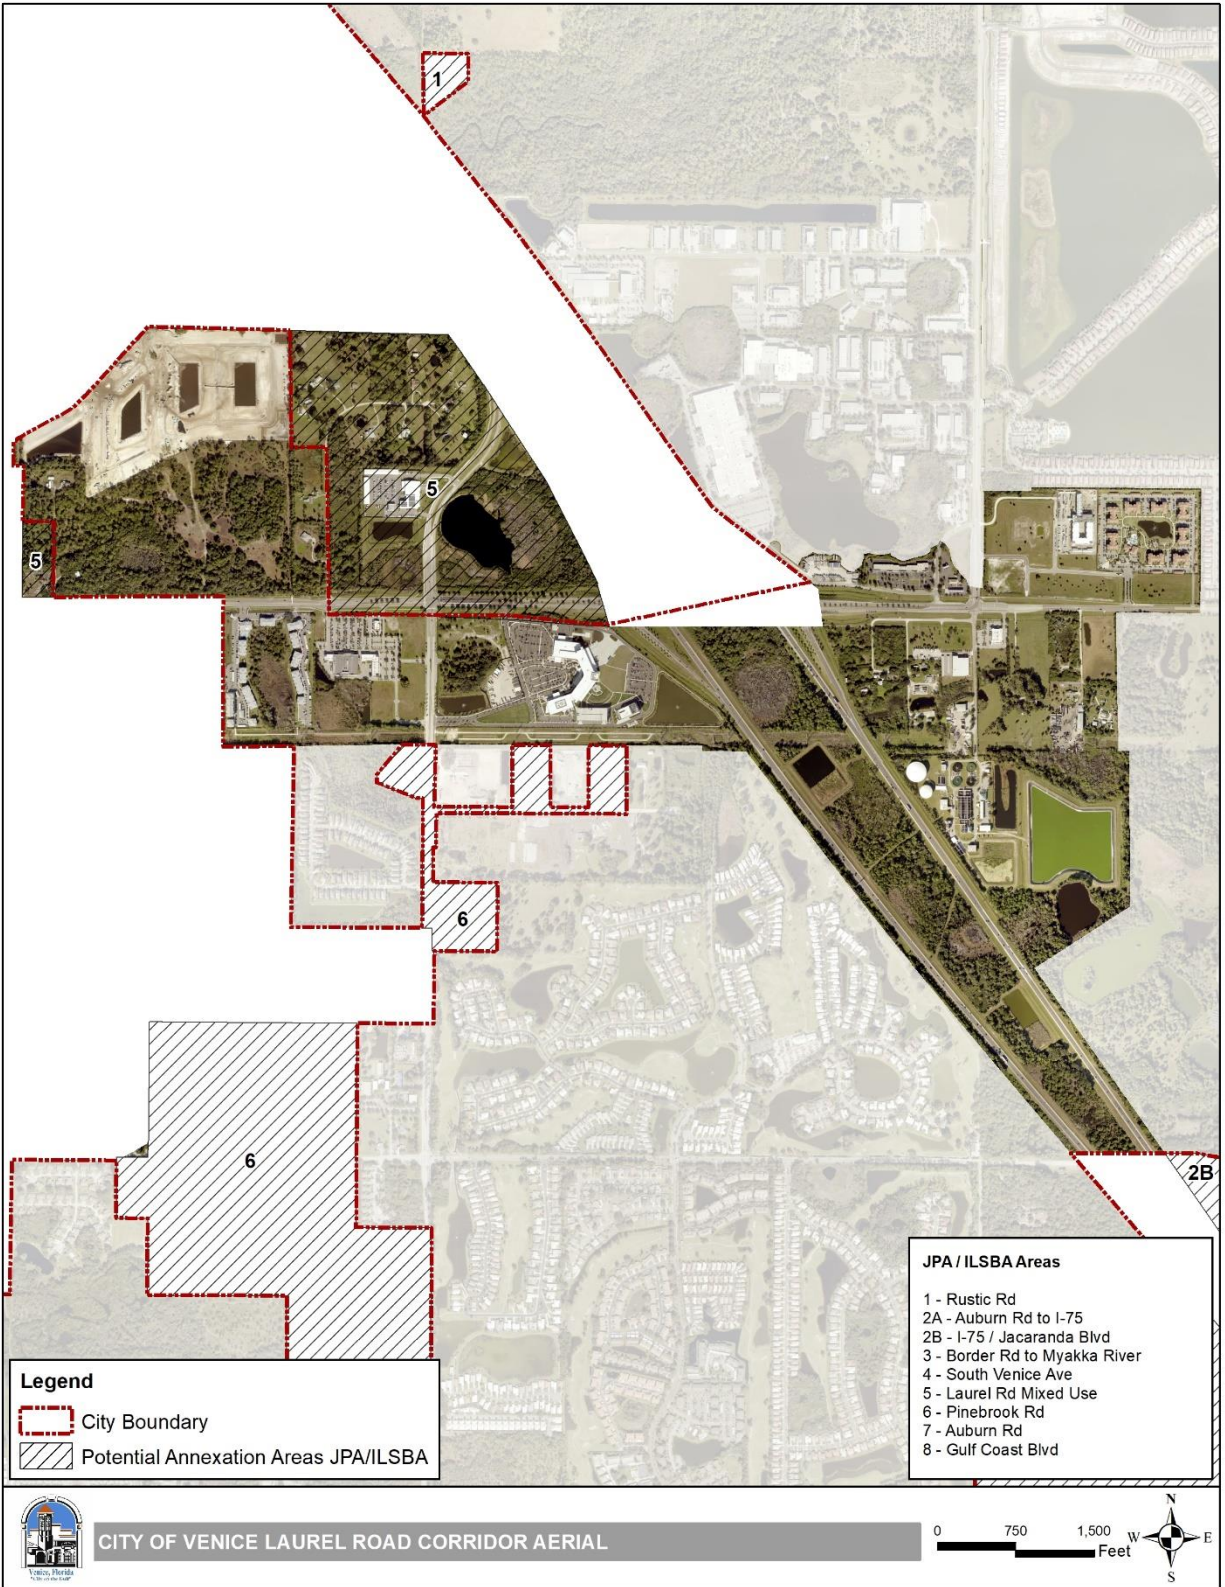 1
5
5
6
6
2B
JPA / ILSBA Areas
1 - Rustic Rd
2A - Auburn Rd to I-75
2B - I-75 / Jacaranda Blvd
3 - Border Rd to Myakka River
4 - South Venice Ave
5 - Laurel Rd Mixed Use
6 - Pinebrook Rd
7 - Auburn Rd
8 - Gulf Coast Blvd
Legend
City Boundary
Potential Annexation Areas JPA/ILSBA
Venice, Florida
CITY OF VENICE LAUREL ROAD CORRIDOR AERIAL
0 750 1,500
Feet
N
W E
S